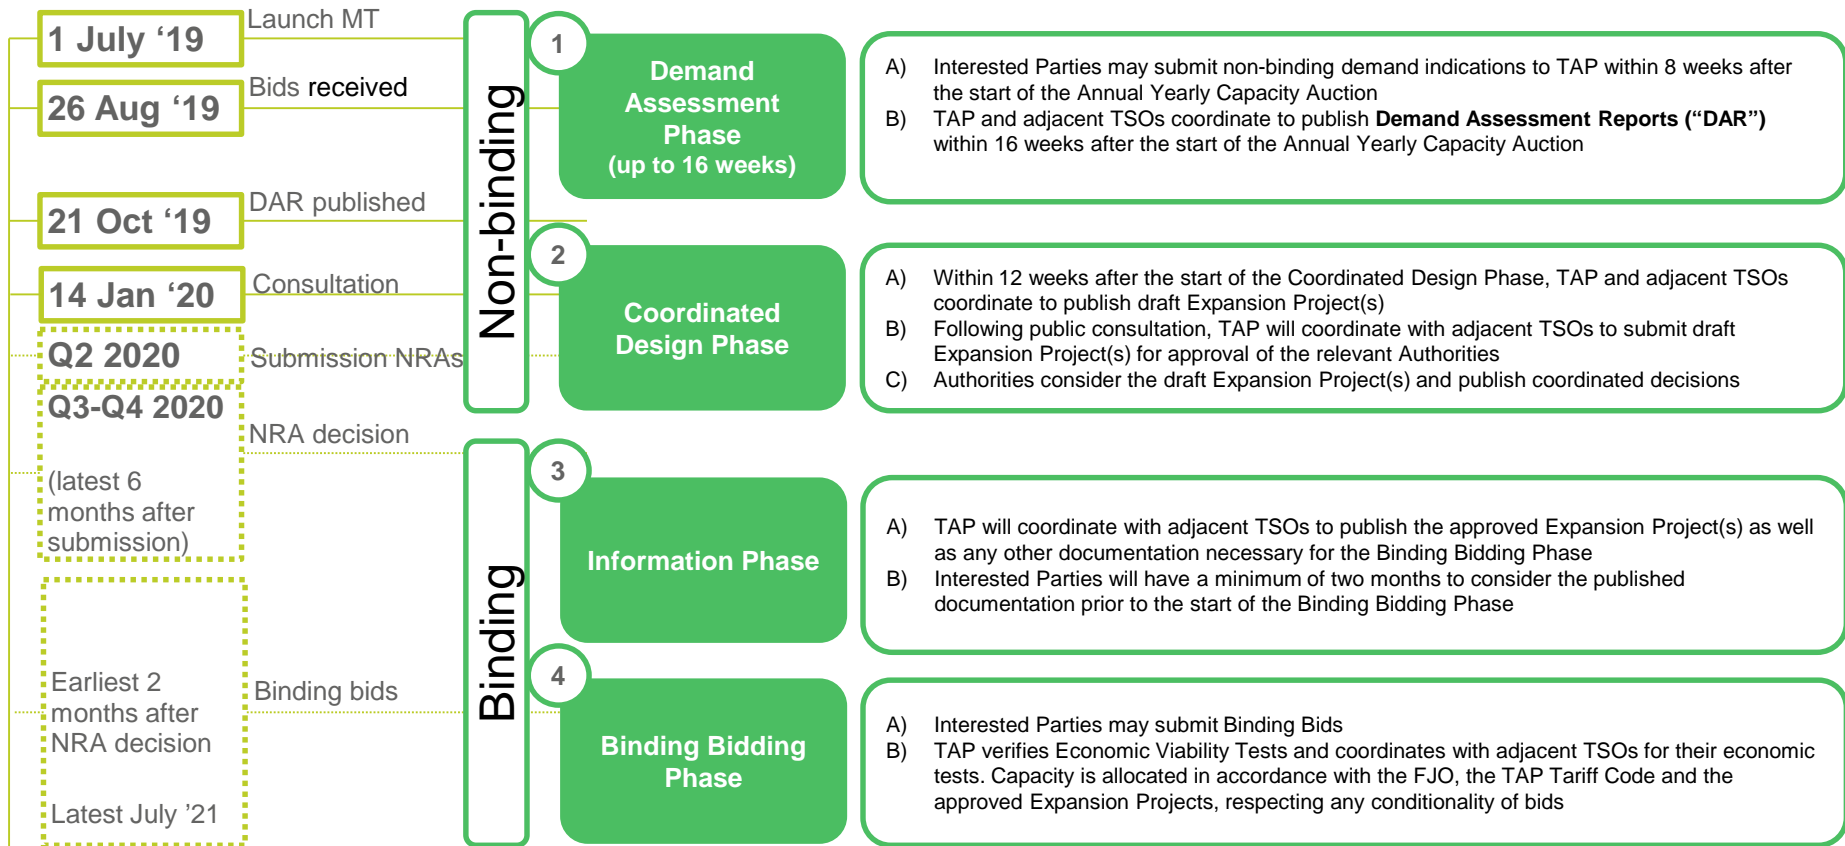 1 July ‘19
Launch MT
26 Aug ‘19
Bids received
21 Oct ‘19
DAR published
14 Jan ‘20
Consultation
Q2 2020
Submission NRAs
Q3-Q4 2020
(latest 6
months after
submission)
NRA decision
Earliest 2
months after
NRA decision
Latest July ’21
Binding bids
Non-binding
1
Demand
Assessment
Phase
(up to 16 weeks)
A) Interested Parties may submit non-binding demand indications to TAP within 8 weeks after
the start of the Annual Yearly Capacity Auction
B) TAP and adjacent TSOs coordinate to publish Demand Assessment Reports (“DAR”)
within 16 weeks after the start of the Annual Yearly Capacity Auction
2
Coordinated
Design Phase
A) Within 12 weeks after the start of the Coordinated Design Phase, TAP and adjacent TSOs
coordinate to publish draft Expansion Project(s)
B) Following public consultation, TAP will coordinate with adjacent TSOs to submit draft
Expansion Project(s) for approval of the relevant Authorities
C) Authorities consider the draft Expansion Project(s) and publish coordinated decisions
Binding
3
Information Phase
A) TAP will coordinate with adjacent TSOs to publish the approved Expansion Project(s) as well
as any other documentation necessary for the Binding Bidding Phase
B) Interested Parties will have a minimum of two months to consider the published
documentation prior to the start of the Binding Bidding Phase
4
Binding Bidding
Phase
A) Interested Parties may submit Binding Bids
B) TAP verifies Economic Viability Tests and coordinates with adjacent TSOs for their economic
tests. Capacity is allocated in accordance with the FJO, the TAP Tariff Code and the
approved Expansion Projects, respecting any conditionality of bids